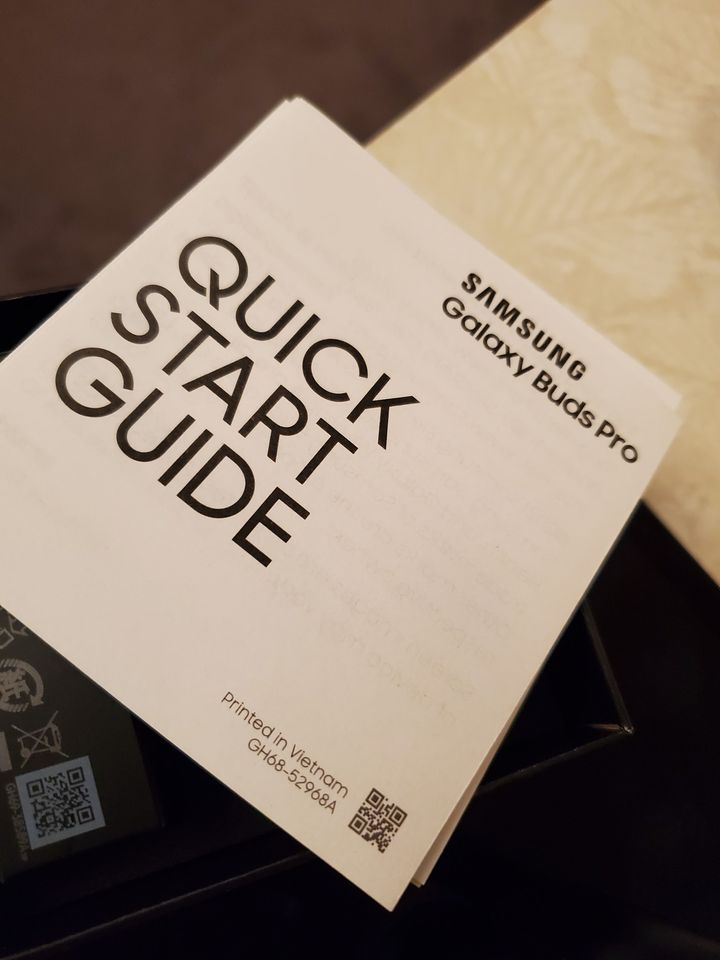 SAMSUNG
Galaxy Buds Pro
QUICK
START
GUIDE
Printed in Vietnam
GH68-52968A